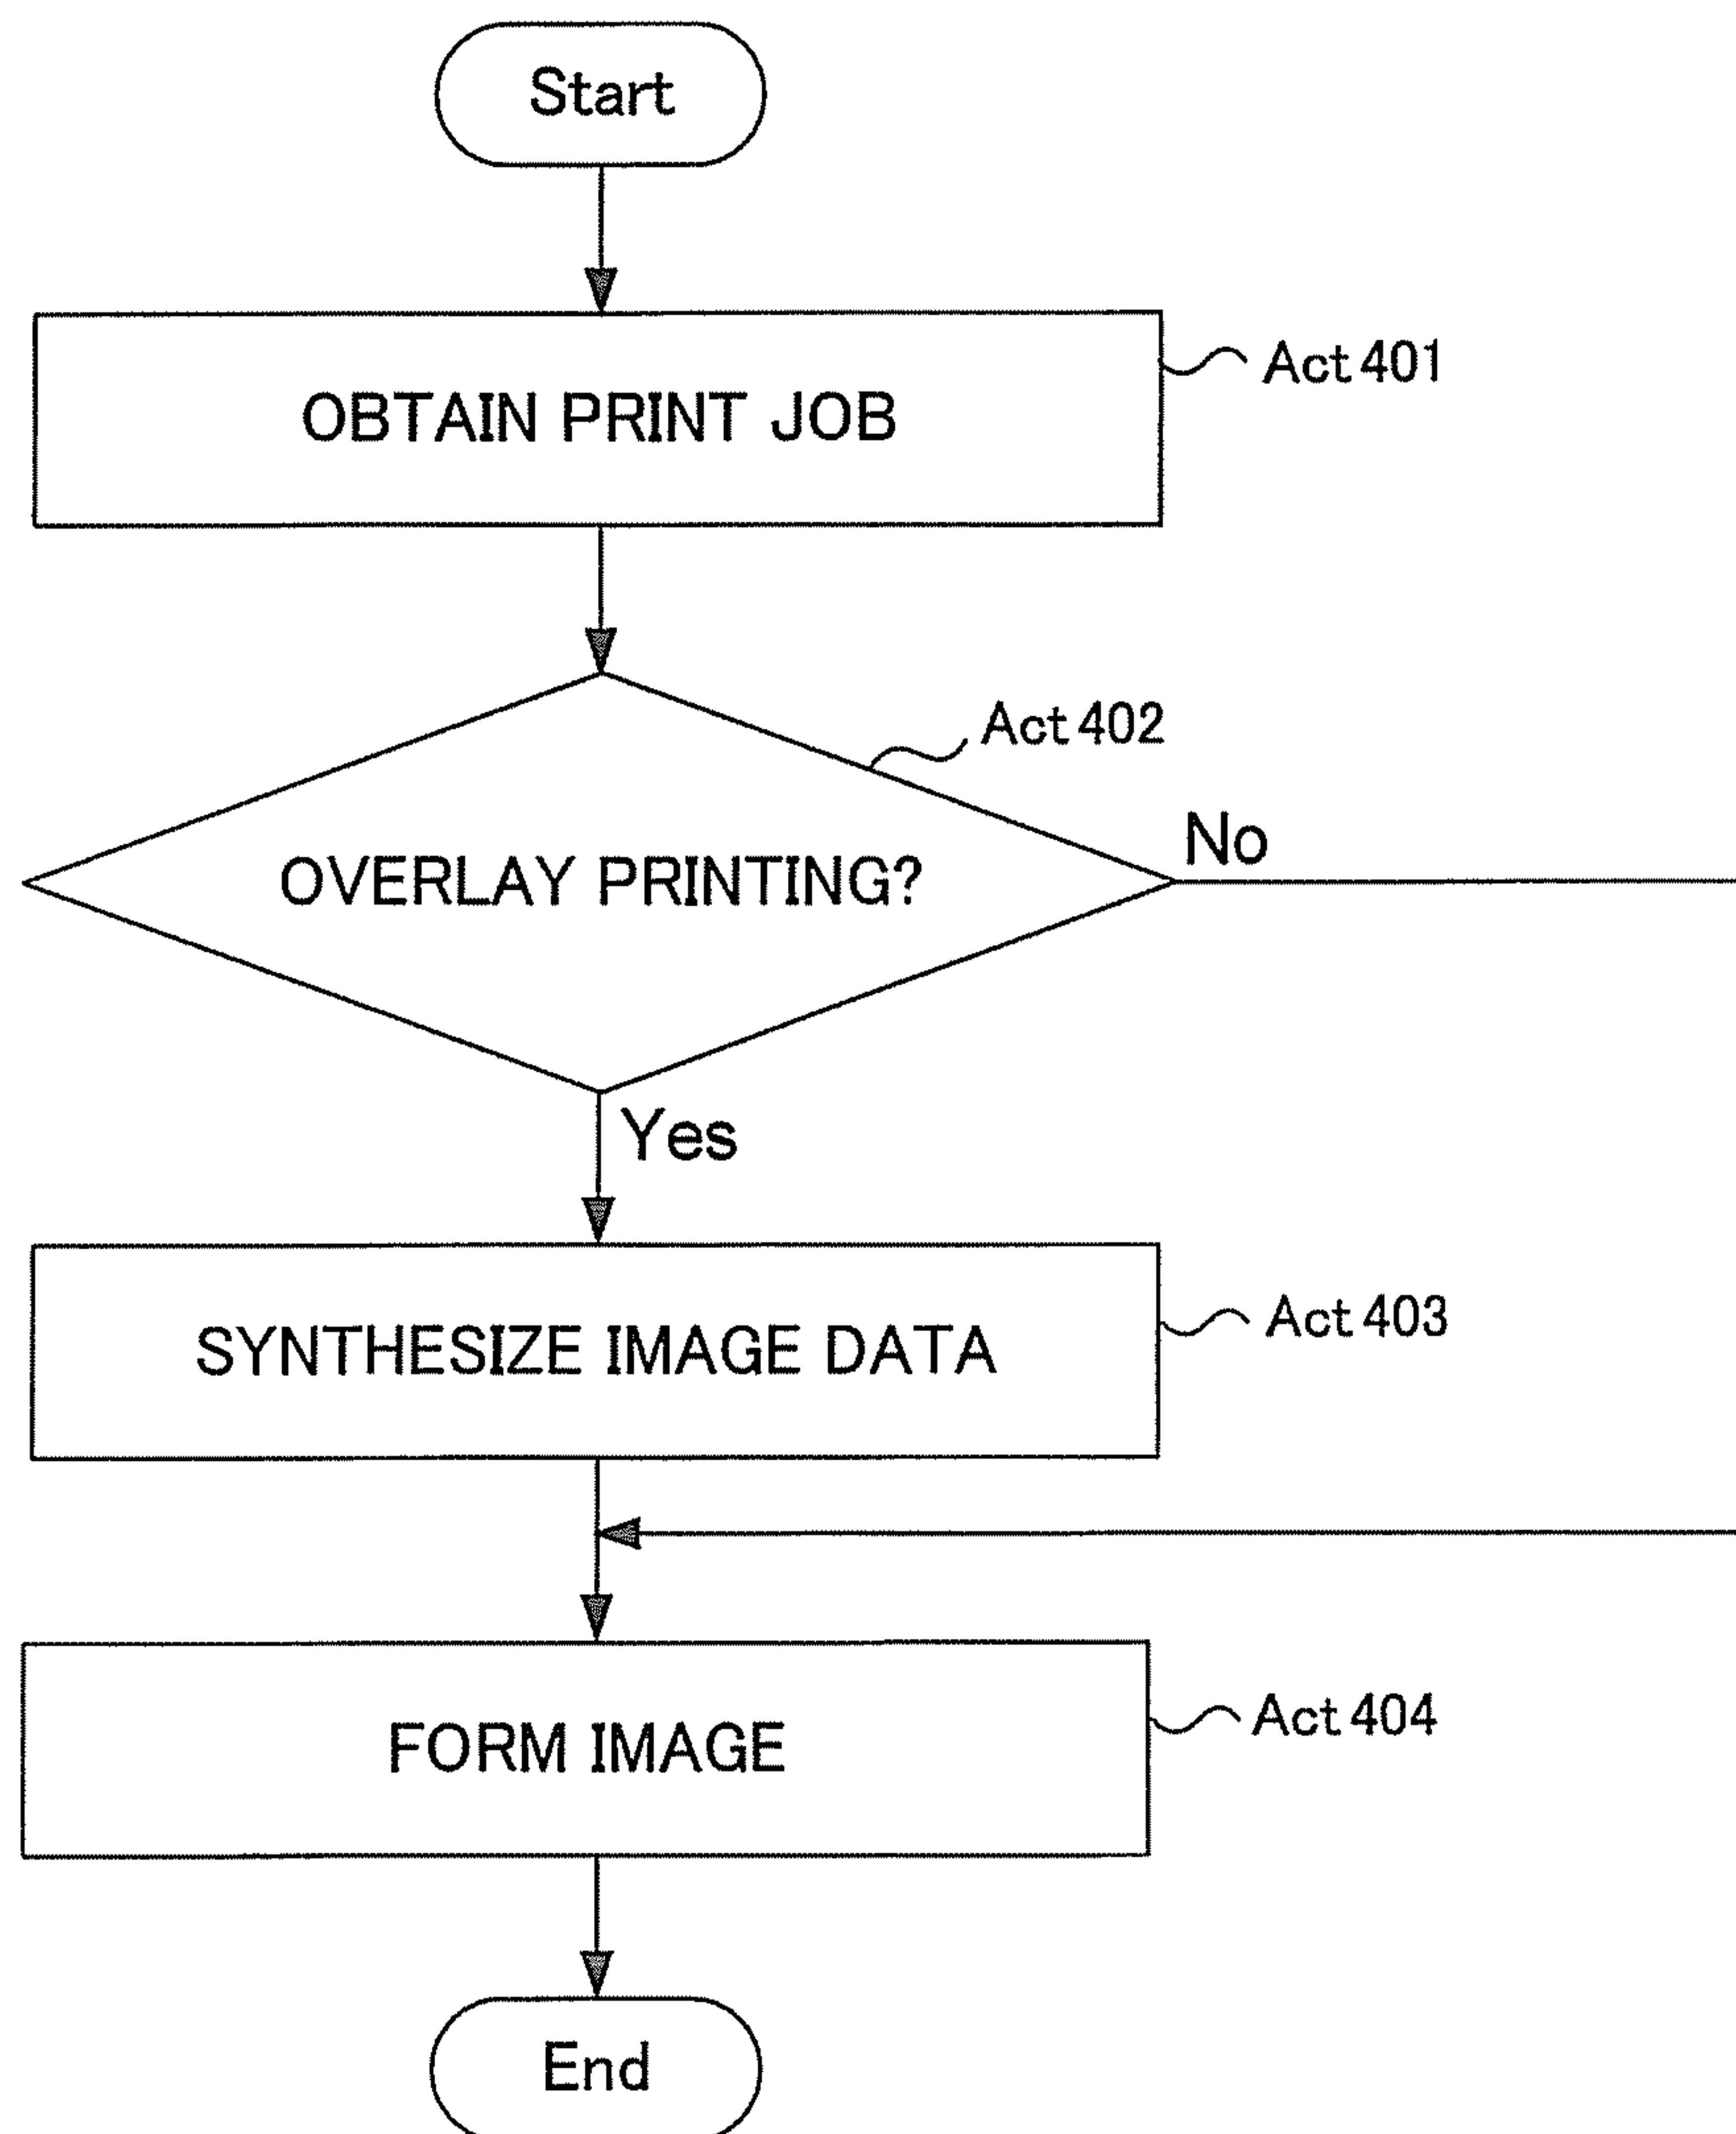 Start
OBTAIN PRINT JOB
Act 401
OVERLAY PRINTING?
Act 402
No
Yes
SYNTHESIZE IMAGE DATA
Act 403
FORM IMAGE
Act 404
End